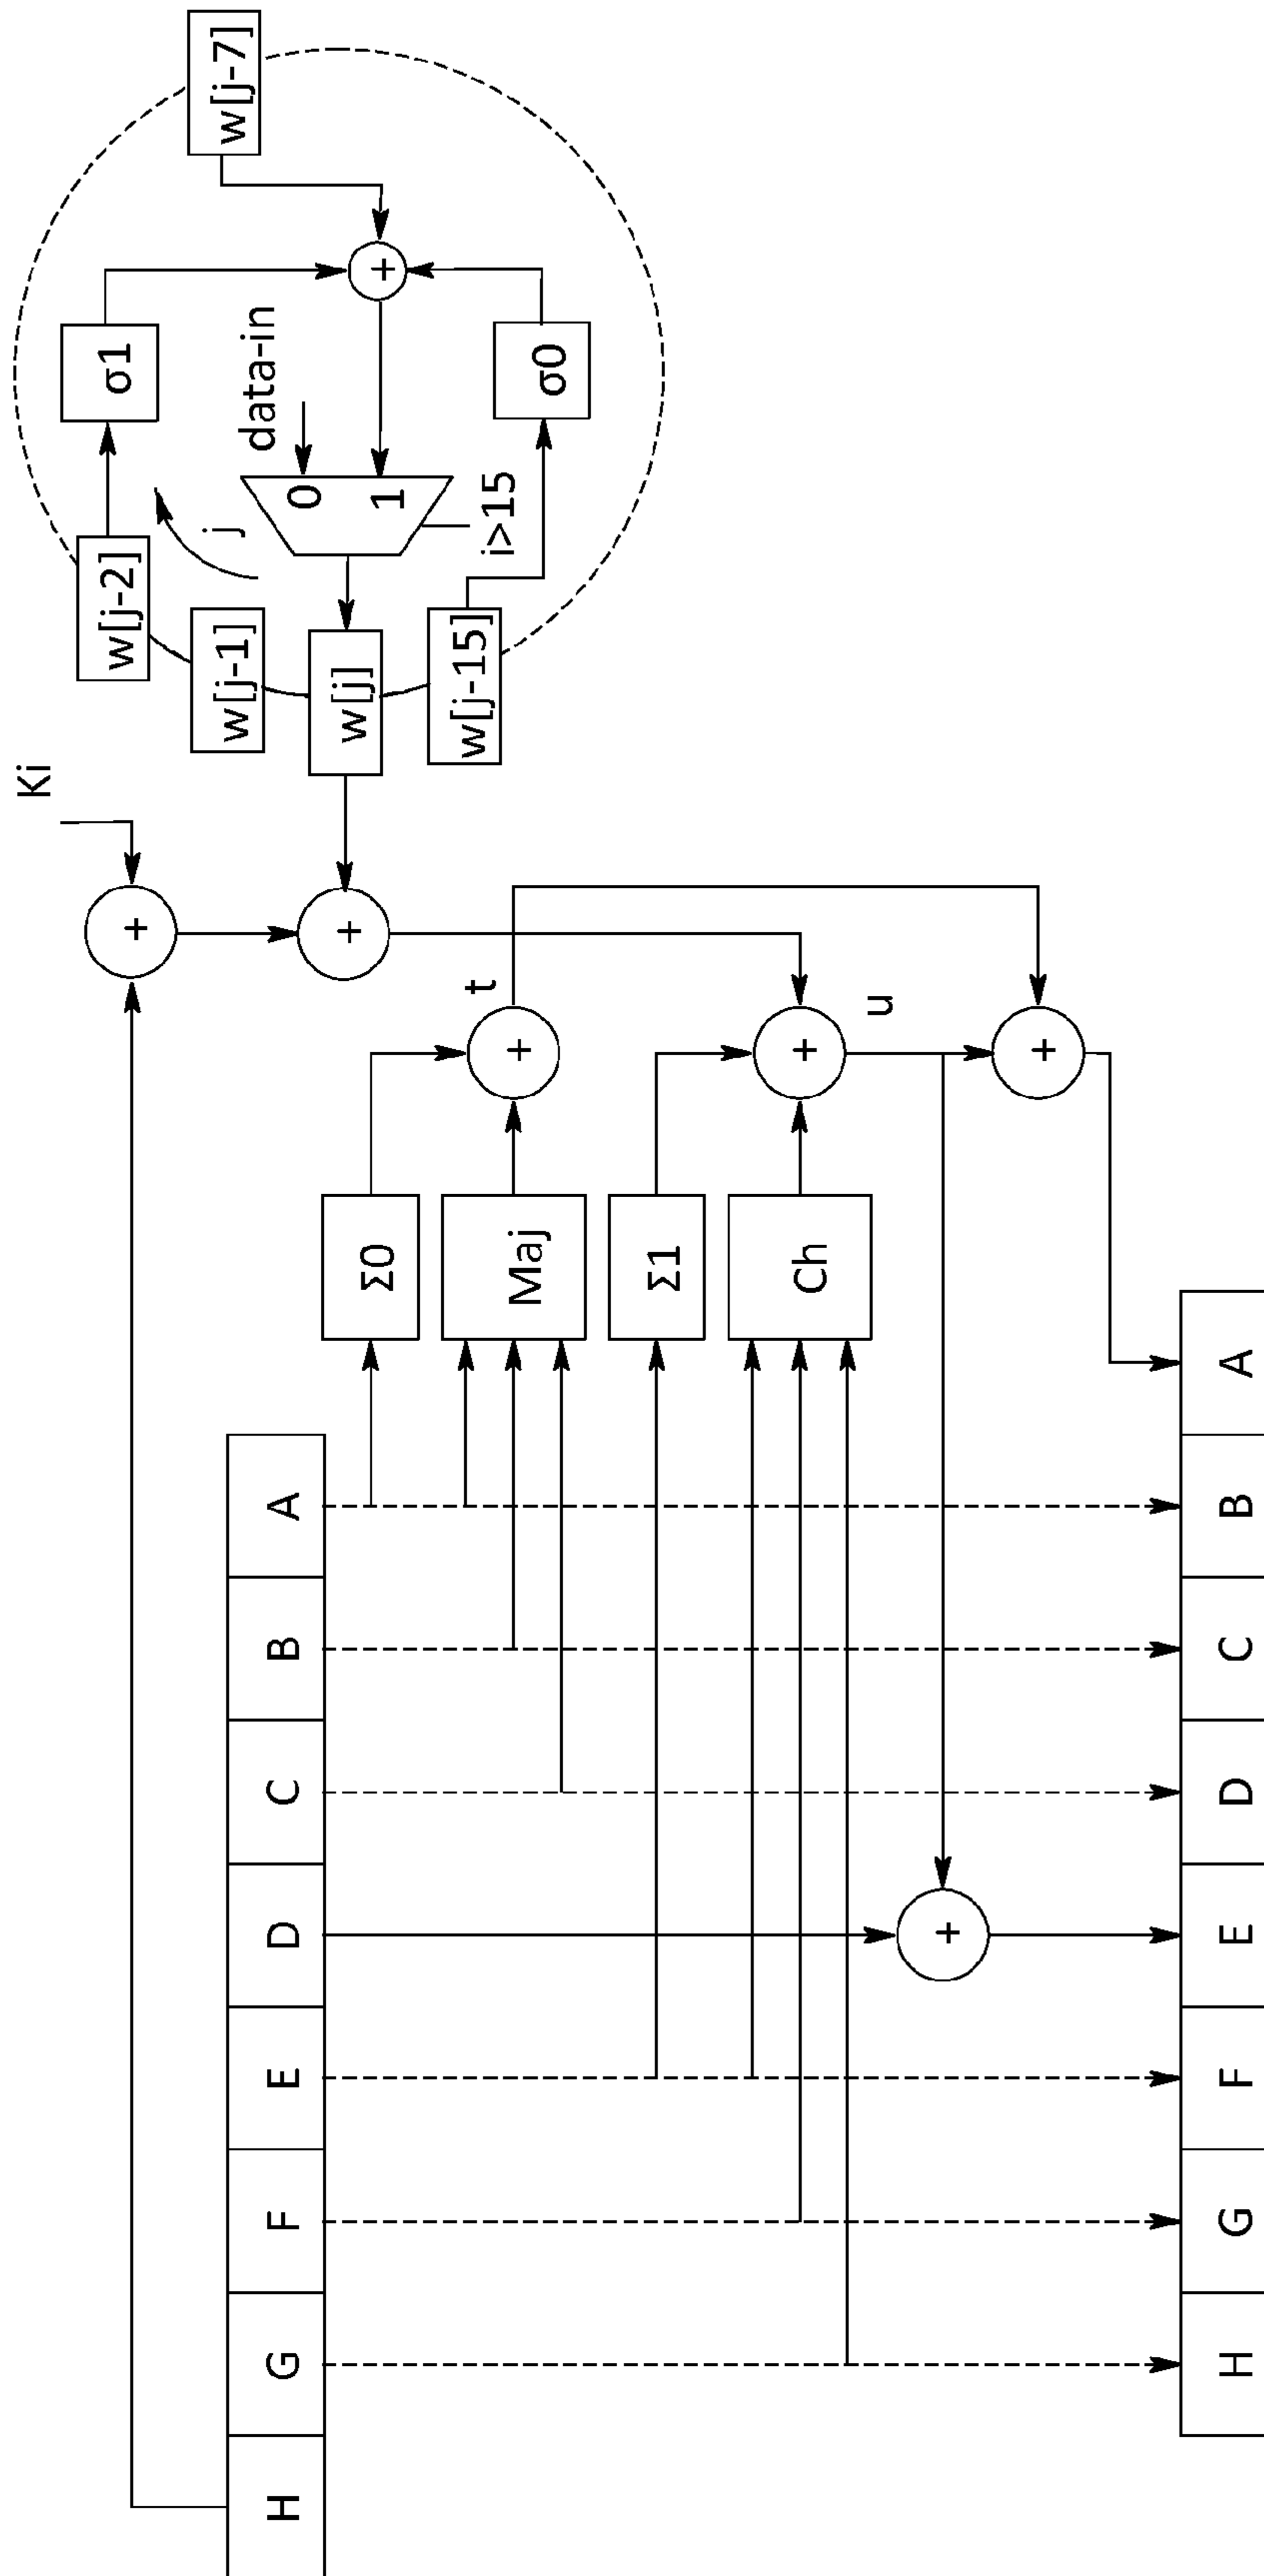 w[j-7]
σ1
+
data-in
σ0
0
1
j
i>15
w[j-2]
w[j-1]
w[j]
w[j-15]
Ki
+
+
t
+
+
u
+
Σ0
Maj
Σ1
Ch
A
B
C
D
E
F
G
H
+
A
B
C
D
E
F
G
H